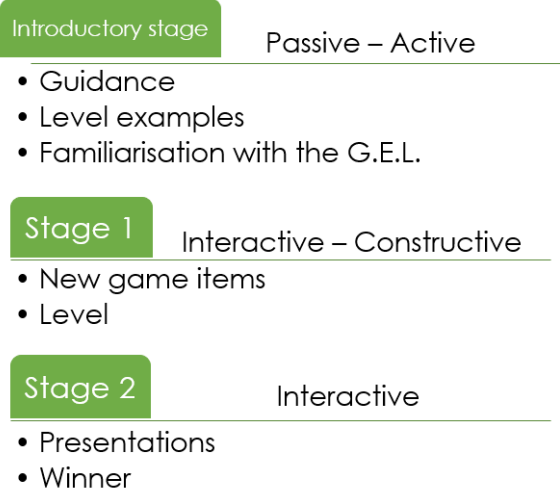 Introductory stage
Passive – Active
• Guidance
• Level examples
• Familiarisation with the G.E.L.
Stage 1
Interactive – Constructive
• New game items
• Level
Stage 2
Interactive
• Presentations
• Winner